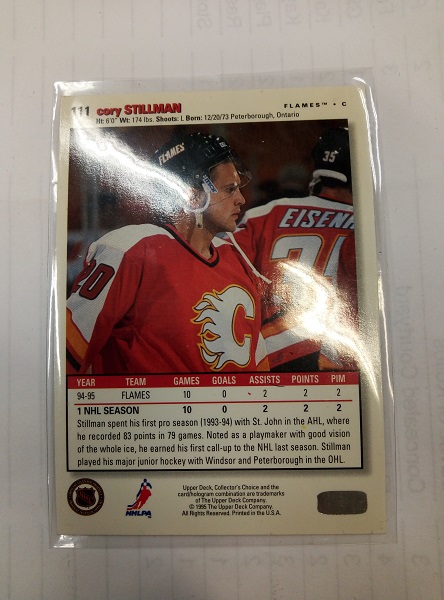 111 cory STILLMAN
FLAMES™ • C
Ht: 6'0" Wt: 174 lbs. Shoots: L Born: 12/20/73 Peterborough, Ontario
FLAMES
20
35
EISENH
20
YEAR TEAM GAMES GOALS ASSISTS POINTS PIM
94-95 FLAMES 10 0 2 2 2
1 NHL SEASON 10 0 2 2 2
Stillman spent his first pro season (1993-94) with St. John in the AHL, where
he recorded 83 points in 79 games. Noted as a playmaker with good vision
of the whole ice, he earned his first call-up to the NHL last season. Stillman
played his major junior hockey with Windsor and Peterborough in the OHL.
NHLPA
Upper Deck, Collector's Choice and the
card/hologram combination are trademarks
of The Upper Deck Company.
© 1995 The Upper Deck Company.
All Rights Reserved. Printed in the U.S.A.